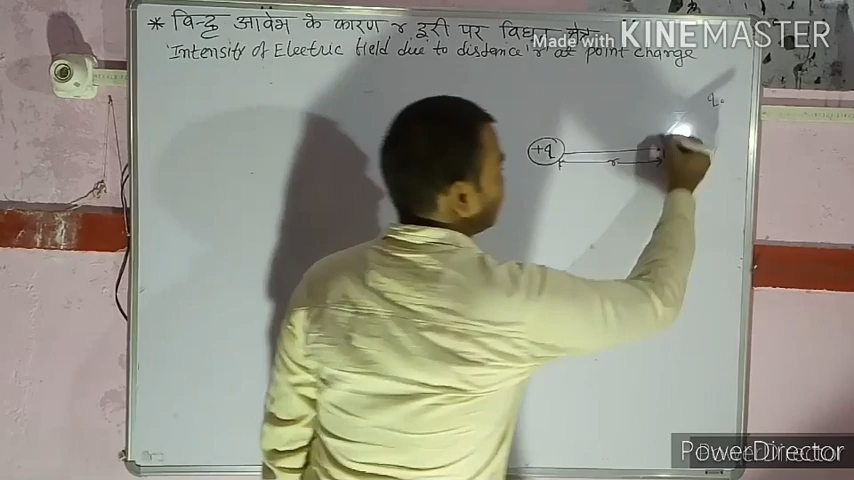 * बिन्दु आवेश के कारण r दूरी पर विधुत
Made with KINEMASTER
'Intensity of Electric field due to distance 'r' at point charge
q.
+q
r
PowerDirector